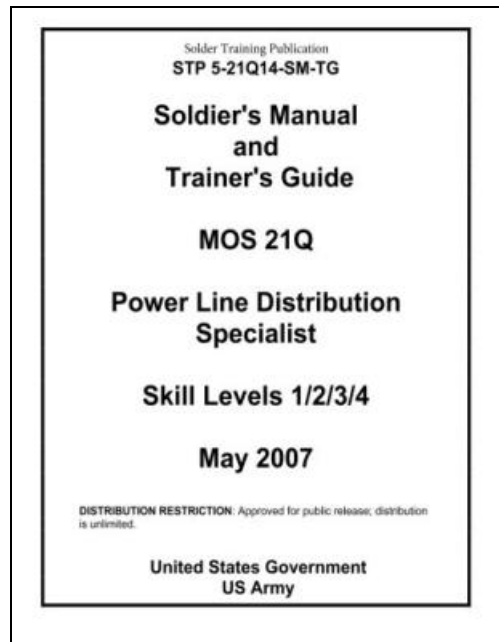 Solder Training Publication
STP 5-21Q14-SM-TG
Soldier's Manual
and
Trainer's Guide
MOS 21Q
Power Line Distribution
Specialist
Skill Levels 1/2/3/4
May 2007
DISTRIBUTION RESTRICTION: Approved for public release; distribution
is unlimited.
United States Government
US Army